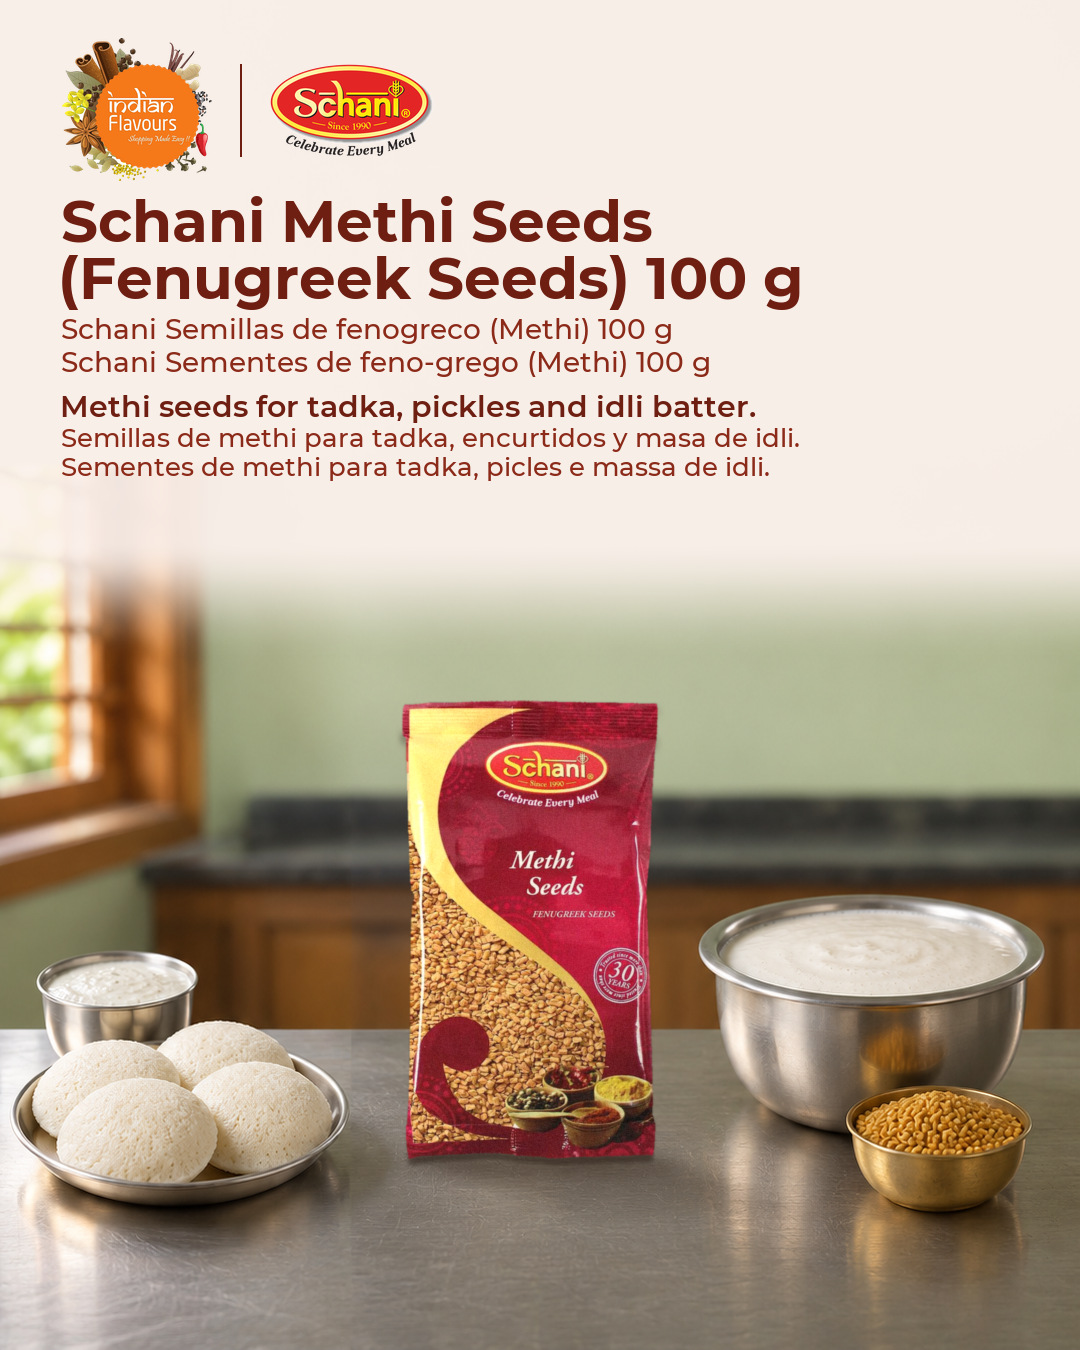 indian
Flavours
Shopping Made Easy !!
Schani®
Since 1990
Celebrate Every Meal
Schani Methi Seeds
(Fenugreek Seeds) 100 g
Schani Semillas de fenogreco (Methi) 100 g
Schani Sementes de feno-grego (Methi) 100 g
Methi seeds for tadka, pickles and idli batter.
Semillas de methi para tadka, encurtidos y masa de idli.
Sementes de methi para tadka, picles e massa de idli.
Schani®
Since 1990
Celebrate Every Meal
Methi
Seeds
FENUGREEK SEEDS
30
YEARS